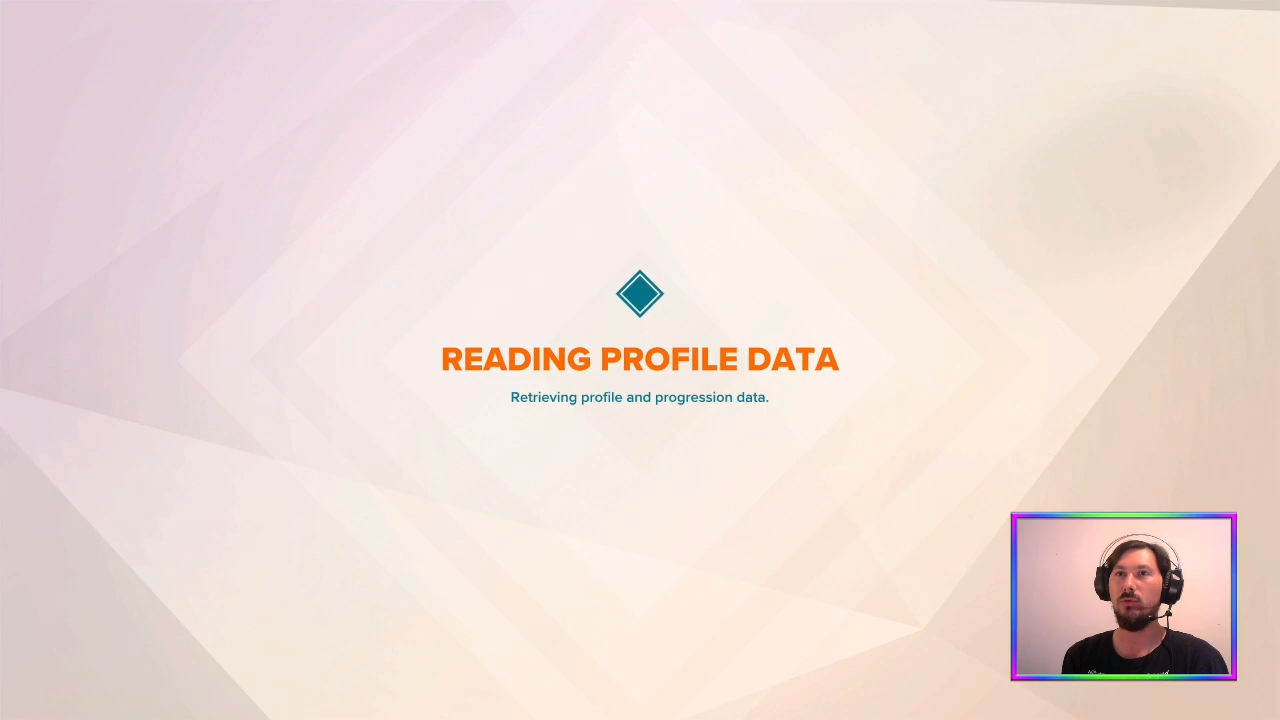 READING PROFILE DATA
Retrieving profile and progression data.